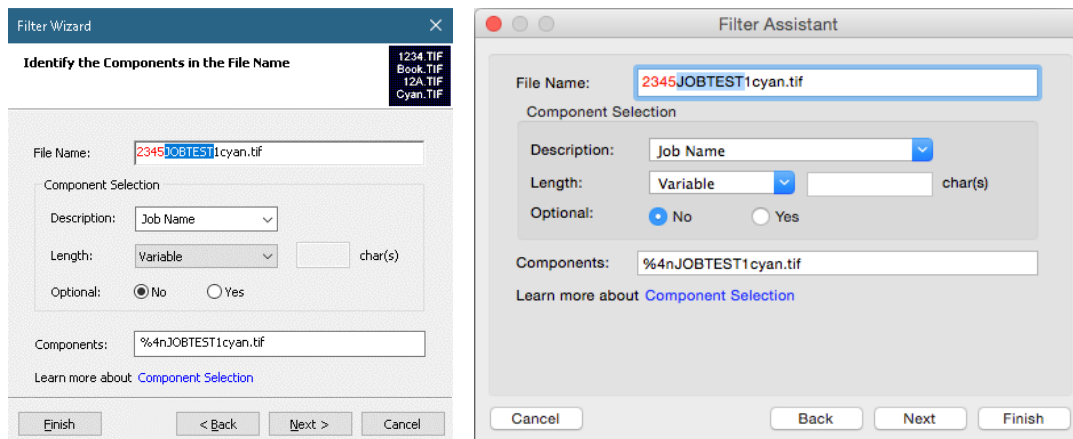 Filter Wizard
Identify the Components in the File Name
1234.TIF
Book.TIF
12A.TIF
Cyan.TIF
File Name: 2345JOBTEST1cyan.tif
Component Selection
Description: Job Name
Length: Variable char(s)
Optional: No Yes
Components: %4nJOBTEST1cyan.tif
Learn more about Component Selection
Finish < Back Next > Cancel
Filter Assistant
File Name: 2345JOBTEST1cyan.tif
Component Selection
Description: Job Name
Length: Variable char(s)
Optional: No Yes
Components: %4nJOBTEST1cyan.tif
Learn more about Component Selection
Cancel Back Next Finish